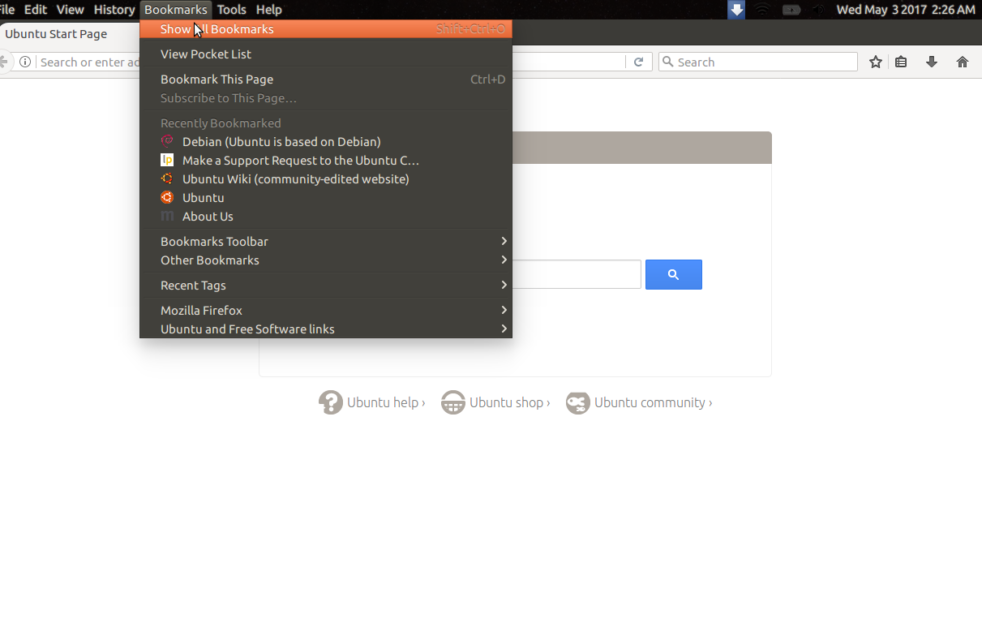 File Edit View History Bookmarks Tools Help Wed May 3 2017 2:26 AM
Ubuntu Start Page
Show All Bookmarks Shift+Ctrl+O
Search or enter ad
Search
View Pocket List
Bookmark This Page Ctrl+D
Subscribe to This Page…
Recently Bookmarked
Debian (Ubuntu is based on Debian)
lp Make a Support Request to the Ubuntu C…
Ubuntu Wiki (community-edited website)
Ubuntu
m About Us
Bookmarks Toolbar
Other Bookmarks
Recent Tags
Mozilla Firefox
Ubuntu and Free Software links
Ubuntu help ›
Ubuntu shop ›
Ubuntu community ›